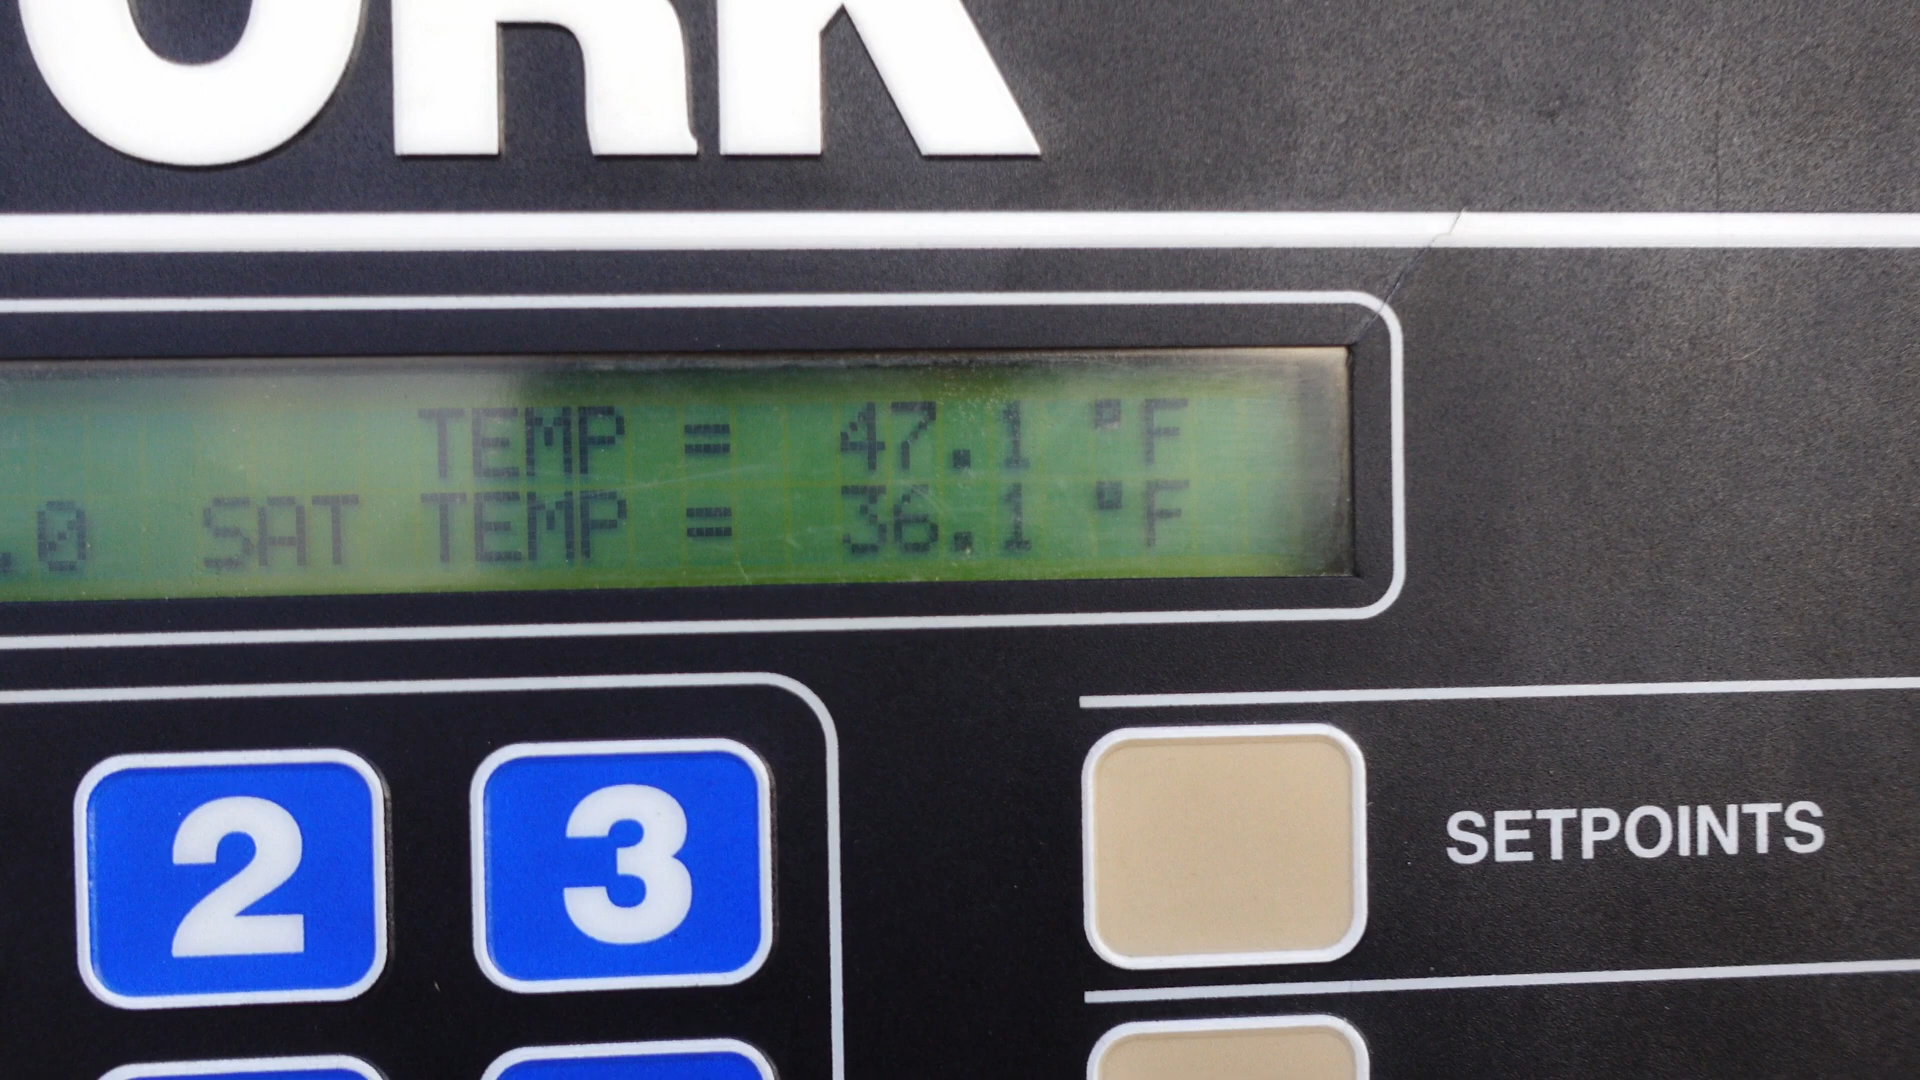 ORK
TEMP = 47.1 °F
.0 SAT TEMP = 36.1 °F
2 3
SETPOINTS